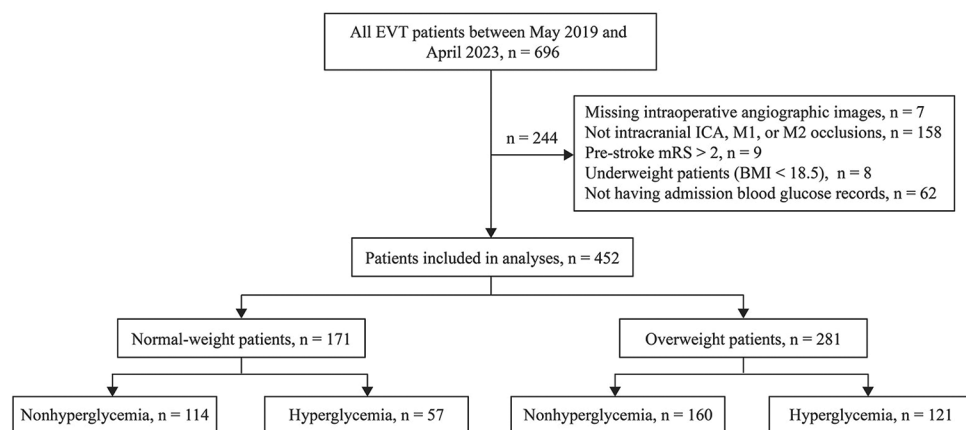 All EVT patients between May 2019 and
April 2023, n = 696
n = 244
Missing intraoperative angiographic images, n = 7
Not intracranial ICA, M1, or M2 occlusions, n = 158
Pre-stroke mRS > 2, n = 9
Underweight patients (BMI < 18.5), n = 8
Not having admission blood glucose records, n = 62
Patients included in analyses, n = 452
Normal-weight patients, n = 171
Overweight patients, n = 281
Nonhyperglycemia, n = 114
Hyperglycemia, n = 57
Nonhyperglycemia, n = 160
Hyperglycemia, n = 121